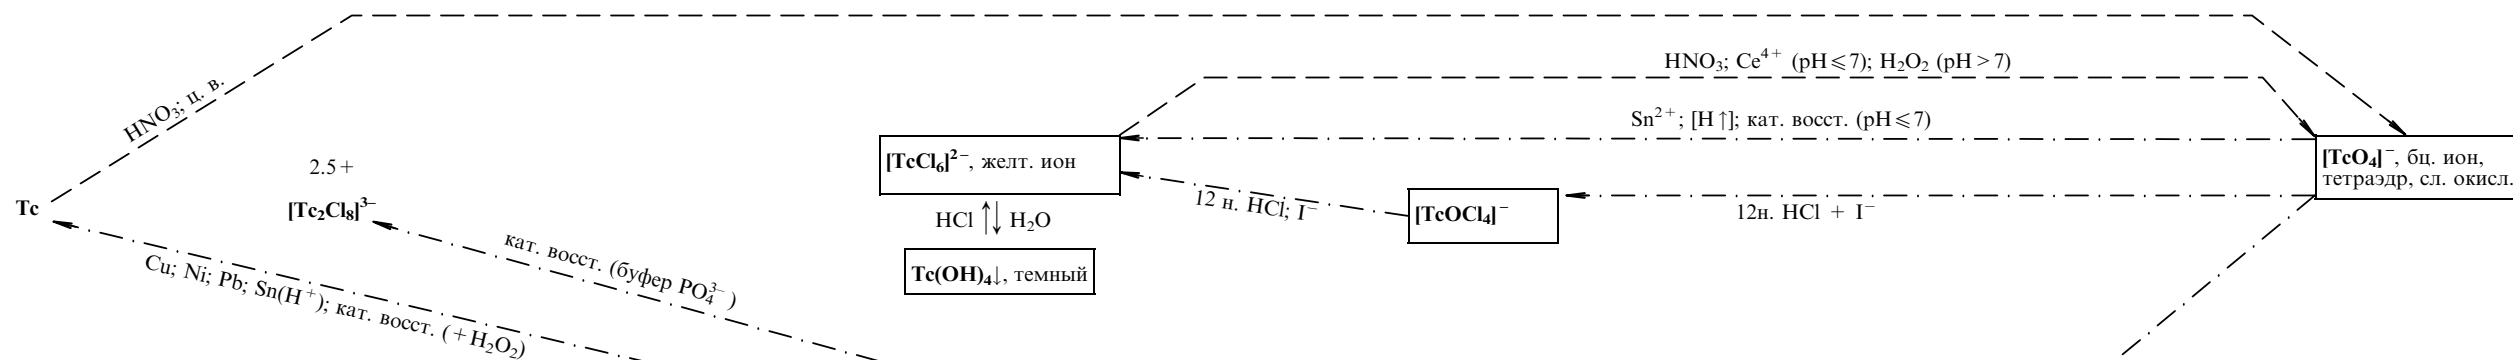 HNO₃; Ce⁴⁺ (pH⩽7); H₂O₂ (pH>7)
HNO₃; ц. в.
Sn²⁺; [H↑]; кат. восст. (pH⩽7)
[TcCl₆]²⁻, желт. ион
[TcO₄]⁻, бц. ион,
тетраэдр, сл. окисл.
2.5+
Tc
[Tc₂Cl₈]³⁻
12 н. HCl; I⁻
[TcOCl₄]⁻
12н. HCl + I⁻
HCl ↑↓ H₂O
Tc(OH)₄↓, темный
кат. восст. (буфер PO₄³⁻)
Cu; Ni; Pb; Sn(H⁺); кат. восст. (+H₂O₂)